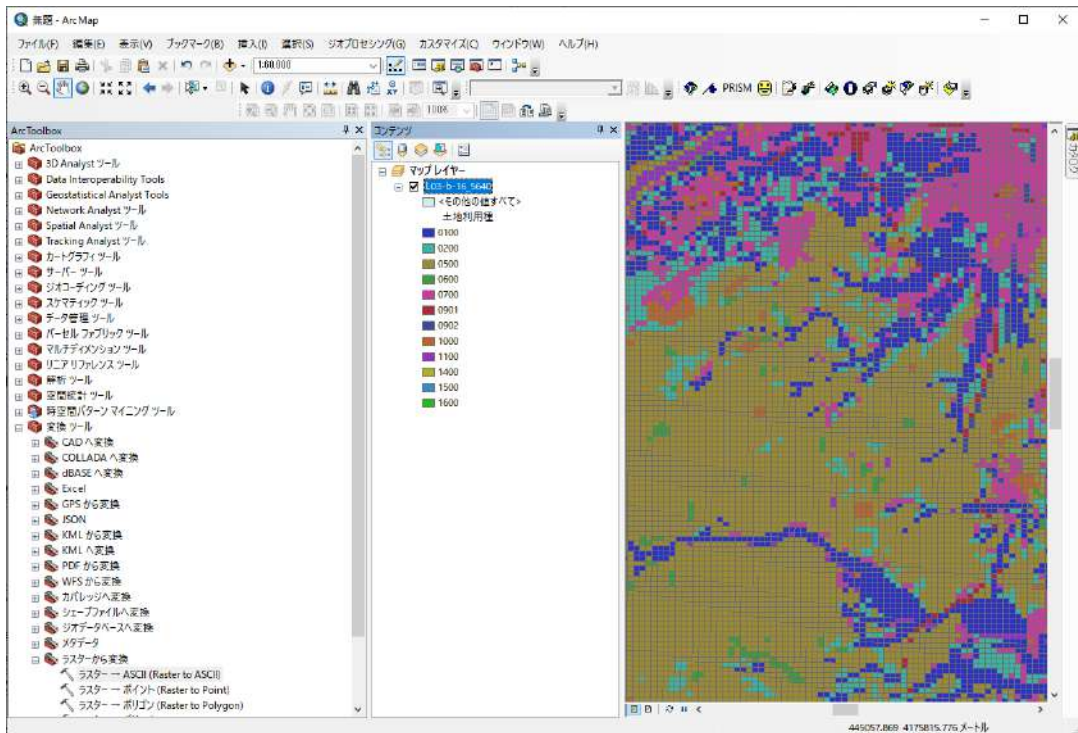 無題 - ArcMap
ファイル(F) 編集(E) 表示(V) ブックマーク(B) 挿入(I) 選択(S) ジオプロセシング(G) カスタマイズ(C) ウィンドウ(W) ヘルプ(H)
1:60,000
PRISM
100%
ArcToolbox
ArcToolbox
3D Analyst ツール
Data Interoperability Tools
Geostatistical Analyst Tools
Network Analyst ツール
Spatial Analyst ツール
Tracking Analyst ツール
カートグラフィ ツール
サーバー ツール
ジオコーディング ツール
スケマティック ツール
データ管理 ツール
パーセル ファブリック ツール
マルチディメンション ツール
リニア リファレンス ツール
解析 ツール
空間統計 ツール
時空間パターン マイニング ツール
変換 ツール
CAD へ変換
COLLADA へ変換
dBASE へ変換
Excel
GPS から変換
JSON
KML から変換
KML へ変換
PDF から変換
WFS から変換
カバレッジへ変換
シェープファイルへ変換
ジオデータベースへ変換
メタデータ
ラスターから変換
ラスター → ASCII (Raster to ASCII)
ラスター → ポイント (Raster to Point)
ラスター → ポリゴン (Raster to Polygon)
コンテンツ
マップ レイヤー
L03-b-16_5640
<その他の値すべて>
土地利用種
0100
0200
0500
0600
0700
0901
0902
1000
1100
1400
1500
1600
カタログ
445057.869 4175815.776 メートル